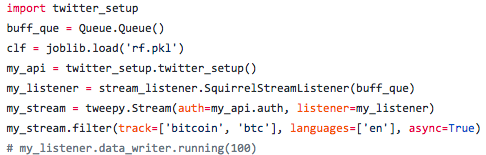 import twitter_setup
buff_que = Queue.Queue()
clf = joblib.load('rf.pkl')
my_api = twitter_setup.twitter_setup()
my_listener = stream_listener.SquirrelStreamListener(buff_que)
my_stream = tweepy.Stream(auth=my_api.auth, listener=my_listener)
my_stream.filter(track=['bitcoin', 'btc'], languages=['en'], async=True)
# my_listener.data_writer.running(100)